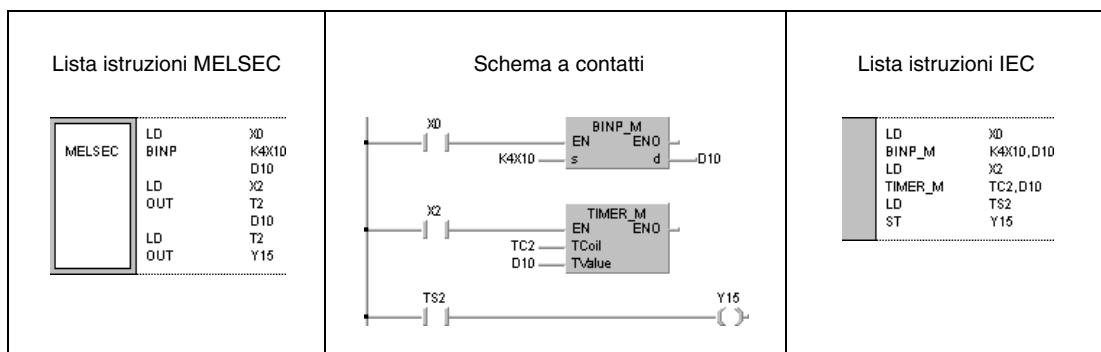 Lista istruzioni MELSEC
MELSEC
LD X0
BINP K4X10
D10
LD X2
OUT T2
D10
LD T2
OUT Y15
Schema a contatti
X0
BINP_M
EN ENO
K4X10 s d D10
X2
TIMER_M
EN ENO
TC2 TCoil
D10 TValue
TS2 Y15
Lista istruzioni IEC
LD X0
BINP_M K4X10,D10
LD X2
TIMER_M TC2,D10
LD TS2
ST Y15